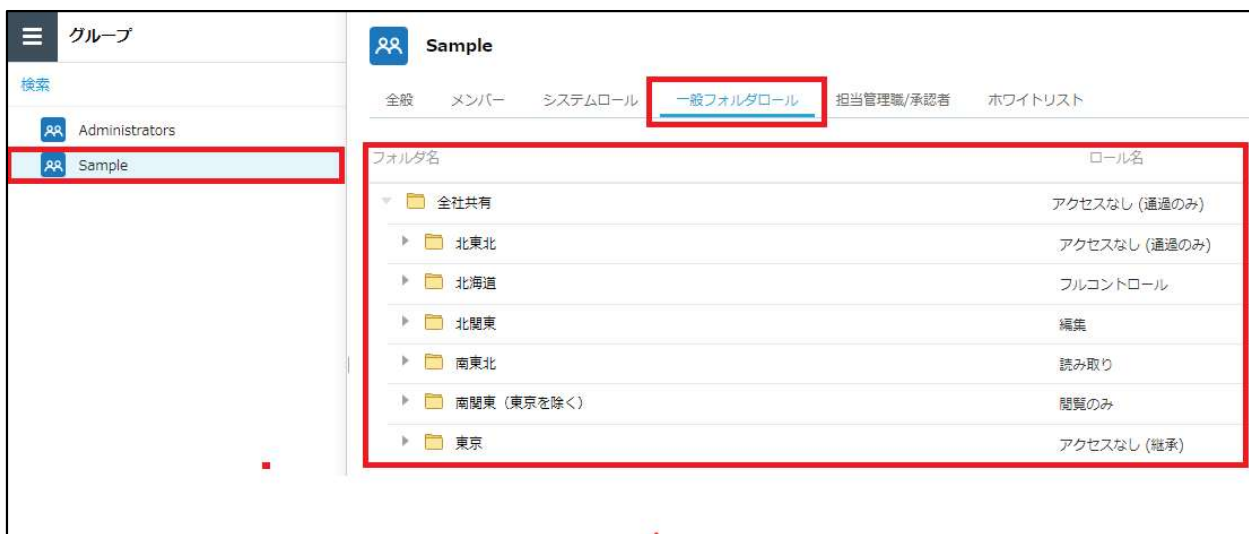 グループ
検索
Administrators
Sample
Sample
全般 メンバー システムロール 一般フォルダロール 担当管理職/承認者 ホワイトリスト
フォルダ名 ロール名
全社共有 アクセスなし (通過のみ)
北東北 アクセスなし (通過のみ)
北海道 フルコントロール
北関東 編集
南東北 読み取り
南関東（東京を除く） 閲覧のみ
東京 アクセスなし (継承)